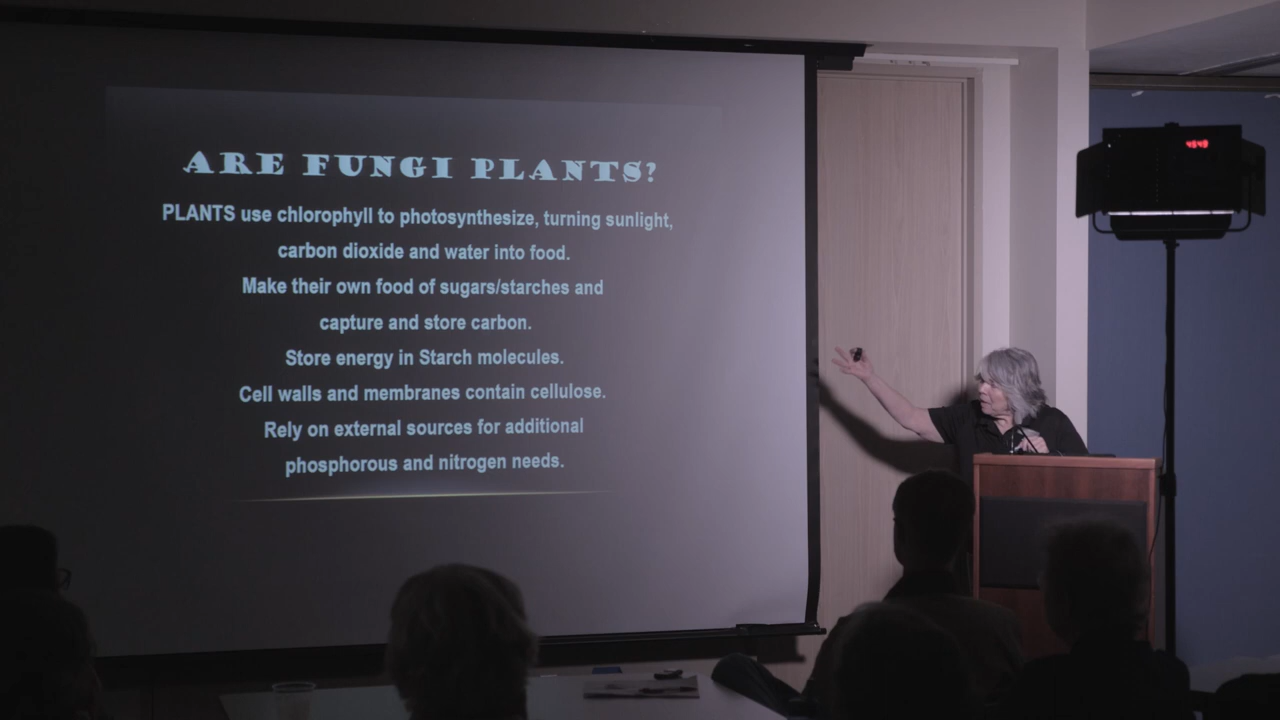 ARE FUNGI PLANTS?
PLANTS use chlorophyll to photosynthesize, turning sunlight,
carbon dioxide and water into food.
Make their own food of sugars/starches and
capture and store carbon.
Store energy in Starch molecules.
Cell walls and membranes contain cellulose.
Rely on external sources for additional
phosphorous and nitrogen needs.